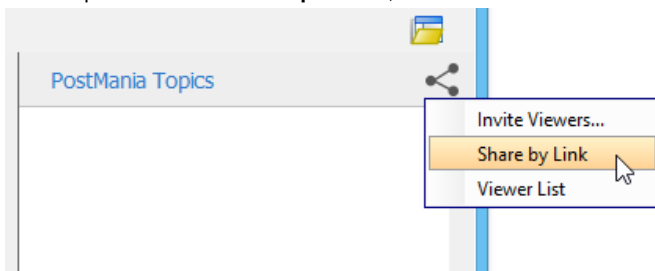 PostMania Topics
Invite Viewers...
Share by Link
Viewer List